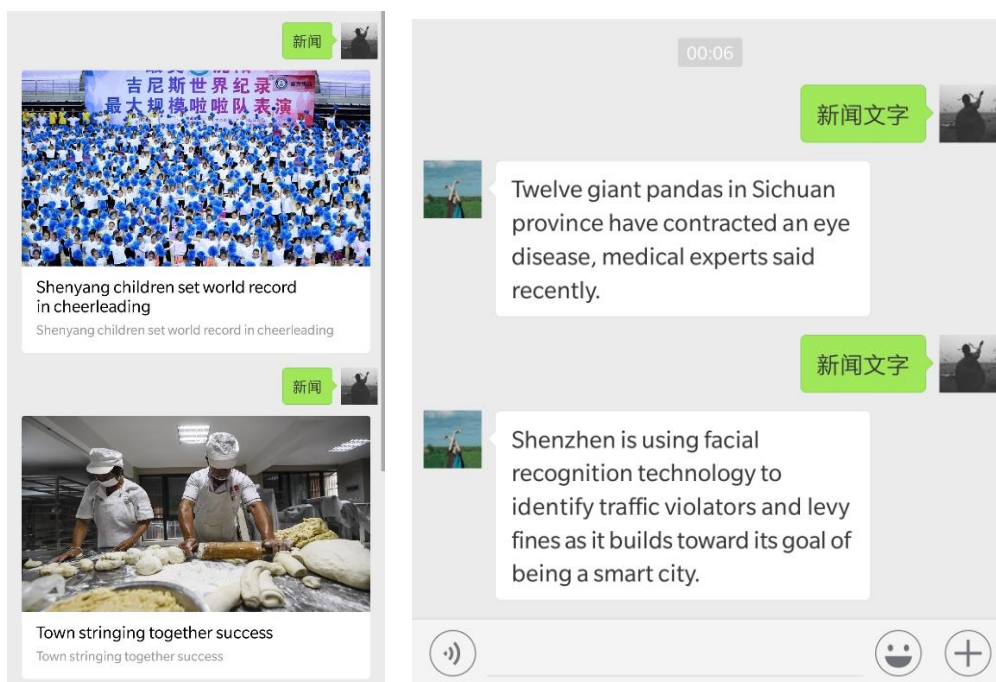 新闻
吉尼斯世界纪录
最大规模啦啦队表演
Shenyang children set world record
in cheerleading
Shenyang children set world record in cheerleading
新闻
Town stringing together success
Town stringing together success
00:06
新闻文字
Twelve giant pandas in Sichuan
province have contracted an eye
disease, medical experts said
recently.
新闻文字
Shenzhen is using facial
recognition technology to
identify traffic violators and levy
fines as it builds toward its goal of
being a smart city.